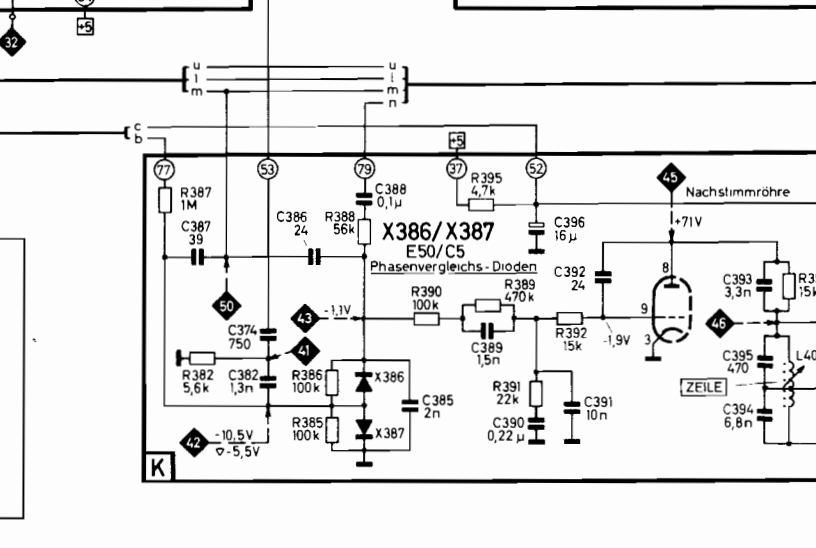 32
+5
u
l
m
u
l
m
n
c
b
+5
77
53
79
37
52
45
R387
1M
C388
0,1µ
R395
4,7k
Nachstimmröhre
C387
39
C386
24
R388
56k
X386/X387
E50/C5
Phasenvergleichs-Dioden
C396
16µ
+71V
C392
24
8
C393
3,3n
15k
50
43
-1,1V
R390
100k
R389
470k
9
46
C374
750
41
C389
1,5n
R392
15k
-1,9V
3
R382
5,6k
C382
1,3n
R386
100k
X386
C385
2n
R391
22k
C391
10n
C395
470
L40
ZEILE
R385
100k
X387
C390
0,22µ
C394
6,8n
42
-10,5V
▽-5,5V
K